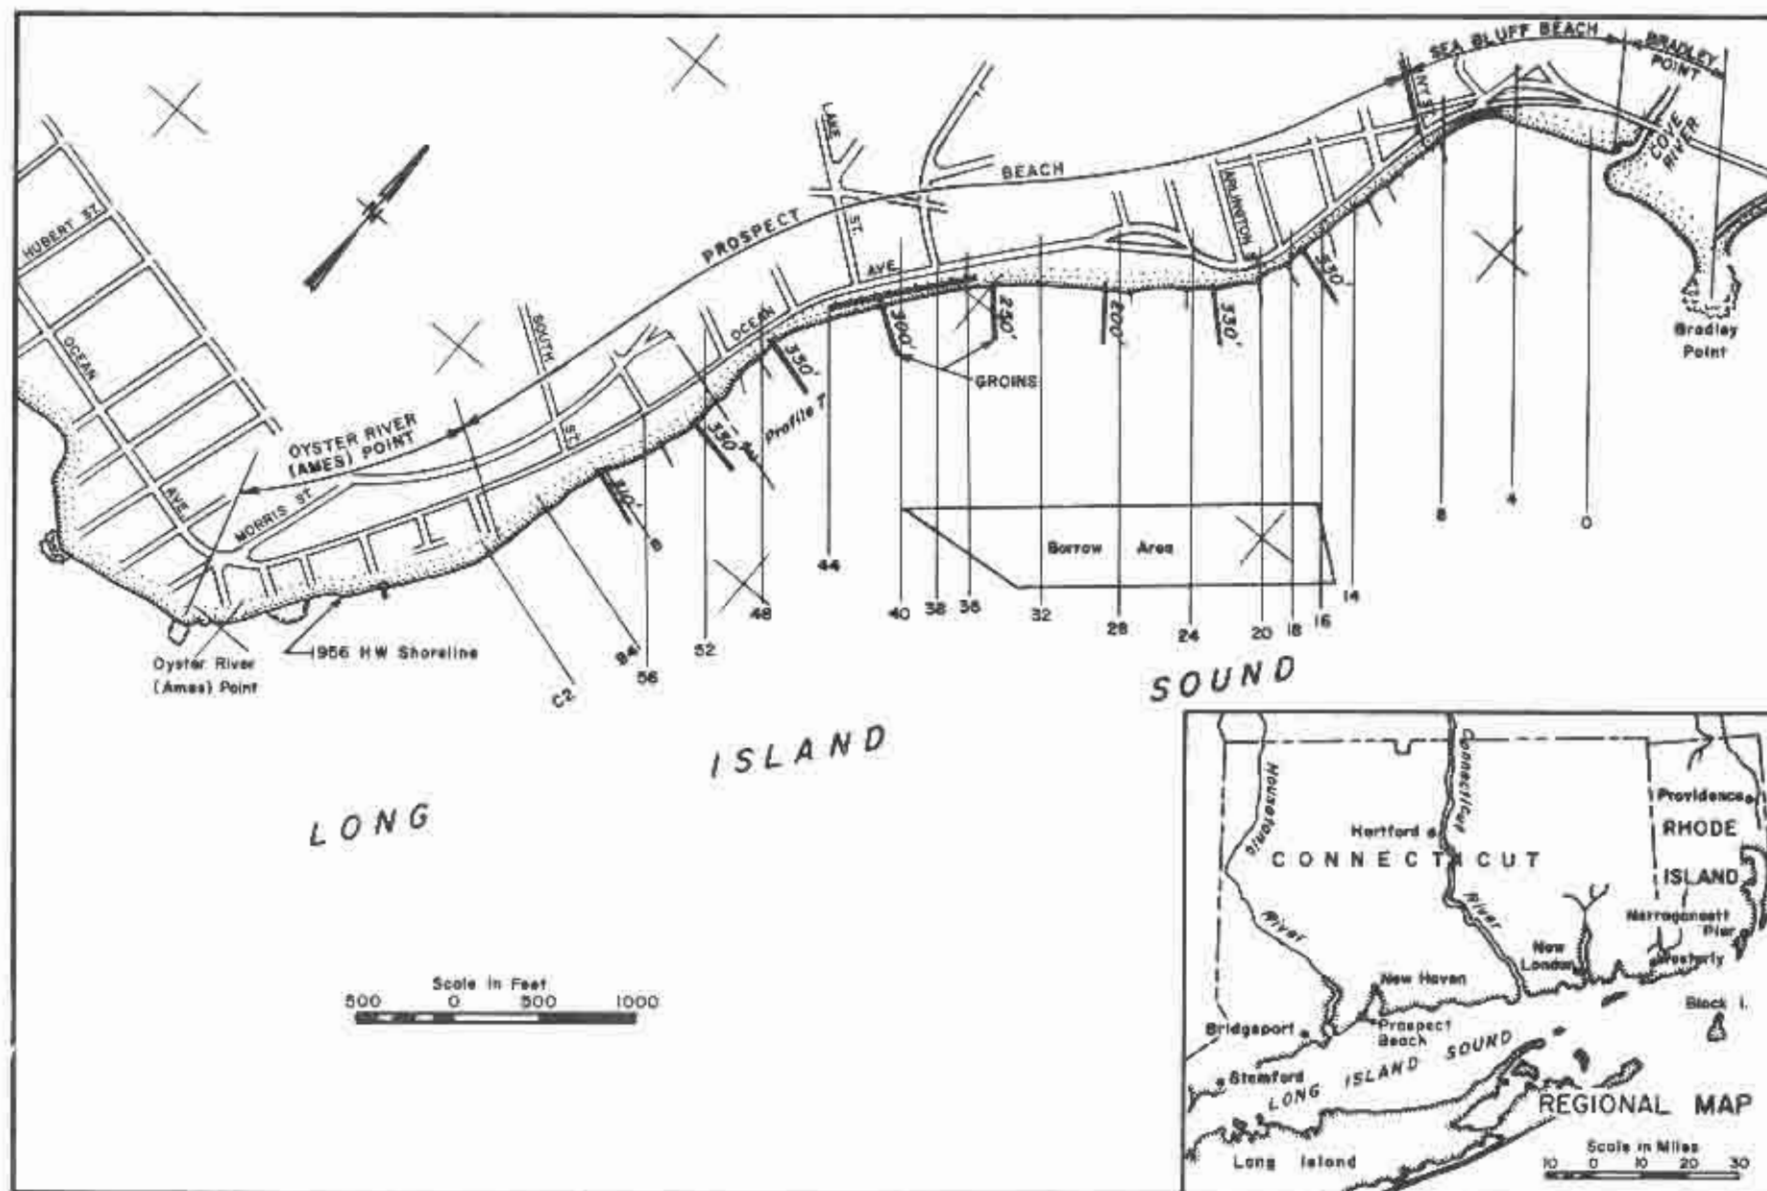 SEA BLUFF BEACH
BRADLEY
POINT
COVE
RIVER
Bradley
Point
NY ST.
ARLINGTON
BEACH
PROSPECT
LAKE
ST.
AVE.
OCEAN
SOUTH
ST.
HUBERT ST.
OCEAN
AVE
MORRIS ST.
OYSTER RIVER
(AMES) POINT
Oyster River
(Ames) Point
1956 HW Shoreline
340'
330'
330'
300'
250'
200'
330'
330'
GROINS
Profile 7
Borrow Area
C2
B4
B
56
52
48
44
40
38
36
32
28
24
20
18
16
14
8
4
0
LONG
ISLAND
SOUND
Scale in Feet
500 0 500 1000
Housatonic
River
Connecticut
River
Hartford
CONNECTICUT
Providence
RHODE
ISLAND
Narragansett
Pier
Westerly
New
London
New Haven
Bridgeport
Prospect
Beach
Stamford
LONG ISLAND SOUND
Block I.
Long Island
REGIONAL MAP
Scale in Miles
10 0 10 20 30